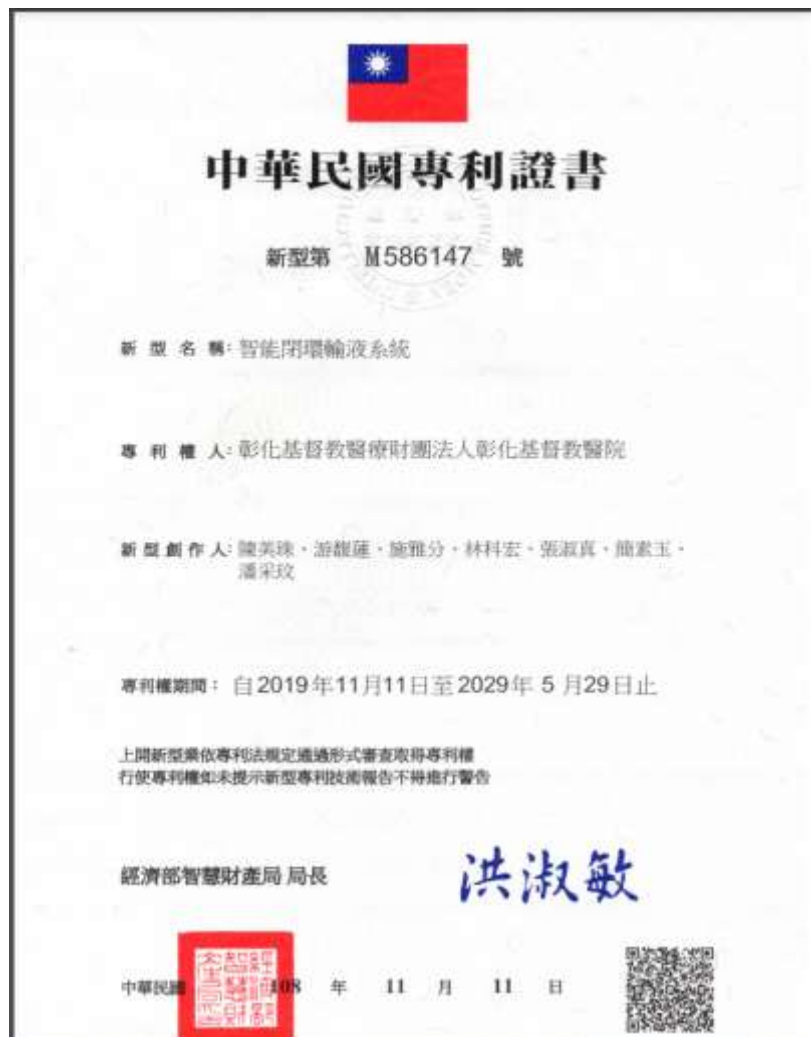 中華民國專利證書
新型第 M586147 號
新型名稱:智能閉環輸液系統
專利權人:彰化基督教醫療財團法人彰化基督教醫院
新型創作人:陳美珠、游馥蓮、施雅分、林科宏、張淑真、簡素玉、
潘采玟
專利權期間：自2019年11月11日至2029年 5 月29日止
上開新型業依專利法規定通過形式審查取得專利權
行使專利權如未提示新型專利技術報告不得進行警告
經濟部智慧財產局 局長
洪淑敏
中華民國 108 年 11 月 11 日